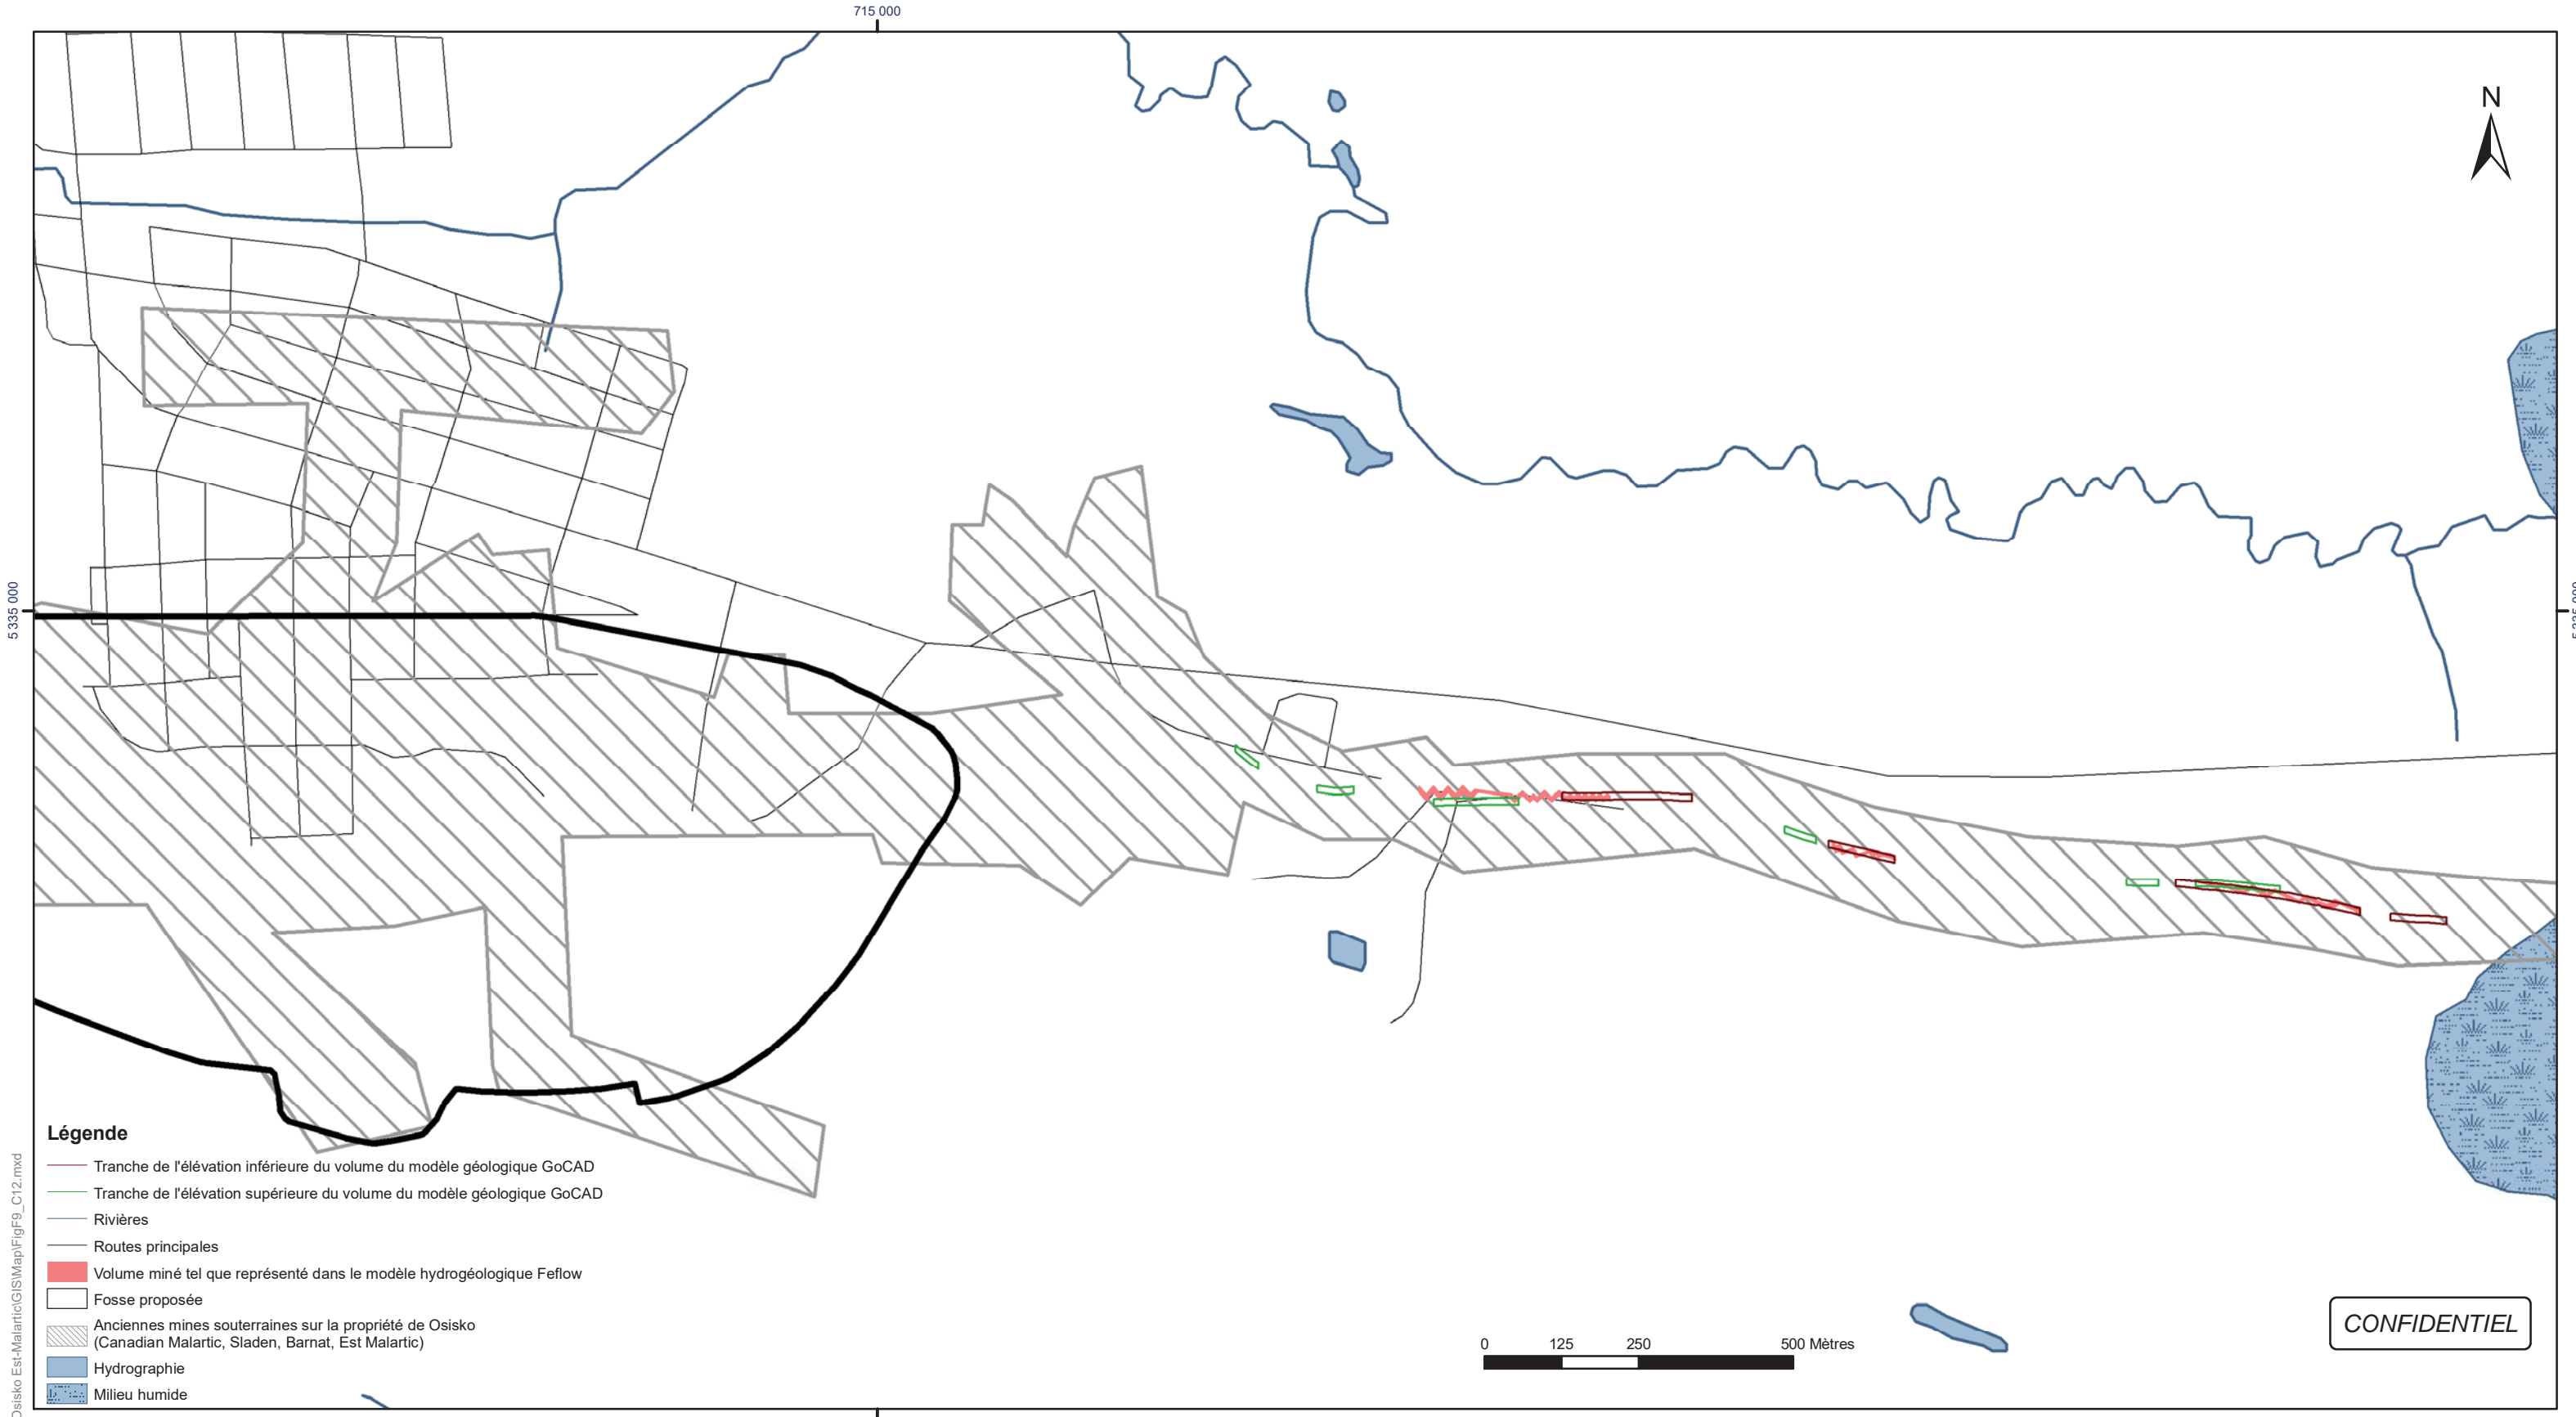 715 000
N
5 335 000
Légende
Tranche de l'élévation inférieure du volume du modèle géologique GoCAD
Tranche de l'élévation supérieure du volume du modèle géologique GoCAD
Rivières
Routes principales
Volume miné tel que représenté dans le modèle hydrogéologique Feflow
Fosse proposée
Anciennes mines souterraines sur la propriété de Osisko
(Canadian Malartic, Sladen, Barnat, Est Malartic)
Hydrographie
Milieu humide
0 125 250 500 Mètres
CONFIDENTIEL
Osisko Est-Malartic\GIS\Map\FigF9_C12.mxd